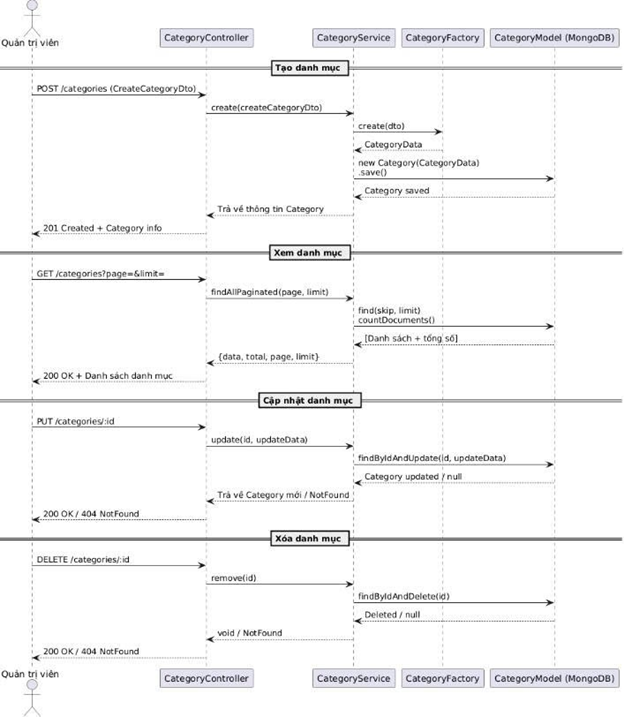 Quản trị viên
CategoryController
CategoryService
CategoryFactory
CategoryModel (MongoDB)
Tạo danh mục
POST /categories (CreateCategoryDto)
create(createCategoryDto)
create(dto)
CategoryData
new Category(CategoryData)
.save()
Category saved
Trả về thông tin Category
201 Created + Category info
Xem danh mục
GET /categories?page=&limit=
findAllPaginated(page, limit)
find(skip, limit)
countDocuments()
[Danh sách + tổng số]
{data, total, page, limit}
200 OK + Danh sách danh mục
Cập nhật danh mục
PUT /categories/:id
update(id, updateData)
findByIdAndUpdate(id, updateData)
Category updated / null
Trả về Category mới / NotFound
200 OK / 404 NotFound
Xóa danh mục
DELETE /categories/:id
remove(id)
findByIdAndDelete(id)
Deleted / null
void / NotFound
200 OK / 404 NotFound
Quản trị viên
CategoryController
CategoryService
CategoryFactory
CategoryModel (MongoDB)